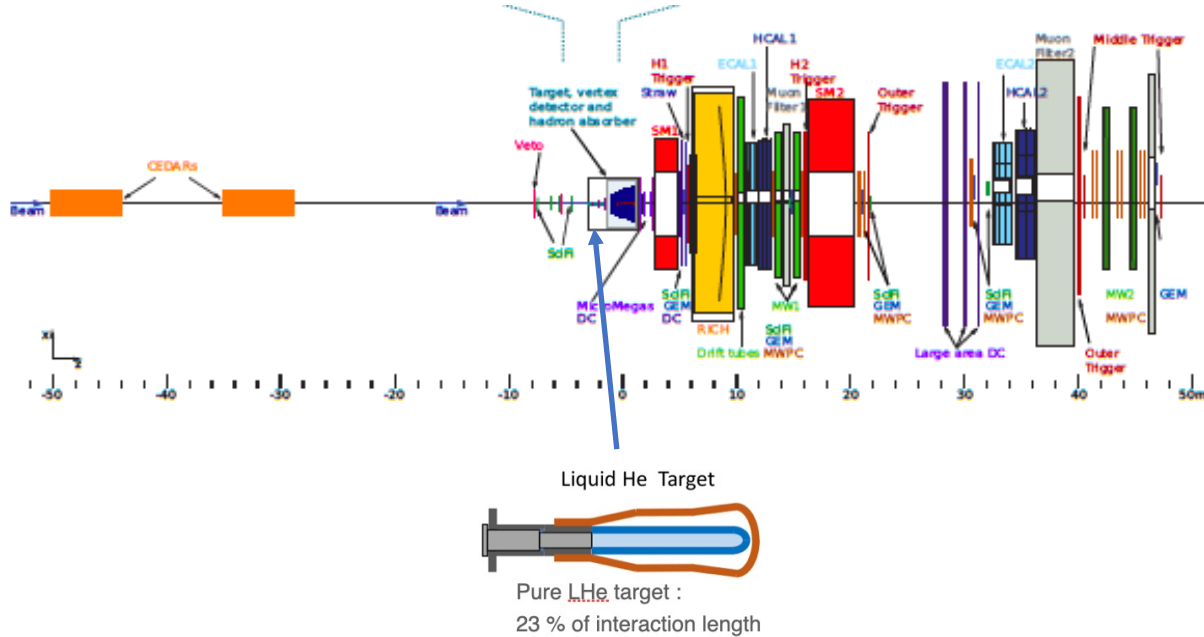 HCAL1
Muon Filter2
Middle Trigger
H1 Trigger
ECAL1
H2 Trigger
ECAL2
Straw
Muon Filter1
SM2
Outer Trigger
HCAL2
Target, vertex
detector and
hadron absorber
SM1
Veto
CEDARs
Beam
Beam
SciFi
MicroMegas
DC
SciFi
GEM
DC
RICH
MW1
SciFi
GEM
MWPC
Drift tubes
SciFi
GEM
MWPC
Large area DC
SciFi
GEM
MWPC
Outer
Trigger
MW2
MWPC
GEM
x
z
-50 -40 -30 -20 -10 0 10 20 30 40 50m
Liquid He Target
Pure LHe target :
23 % of interaction length